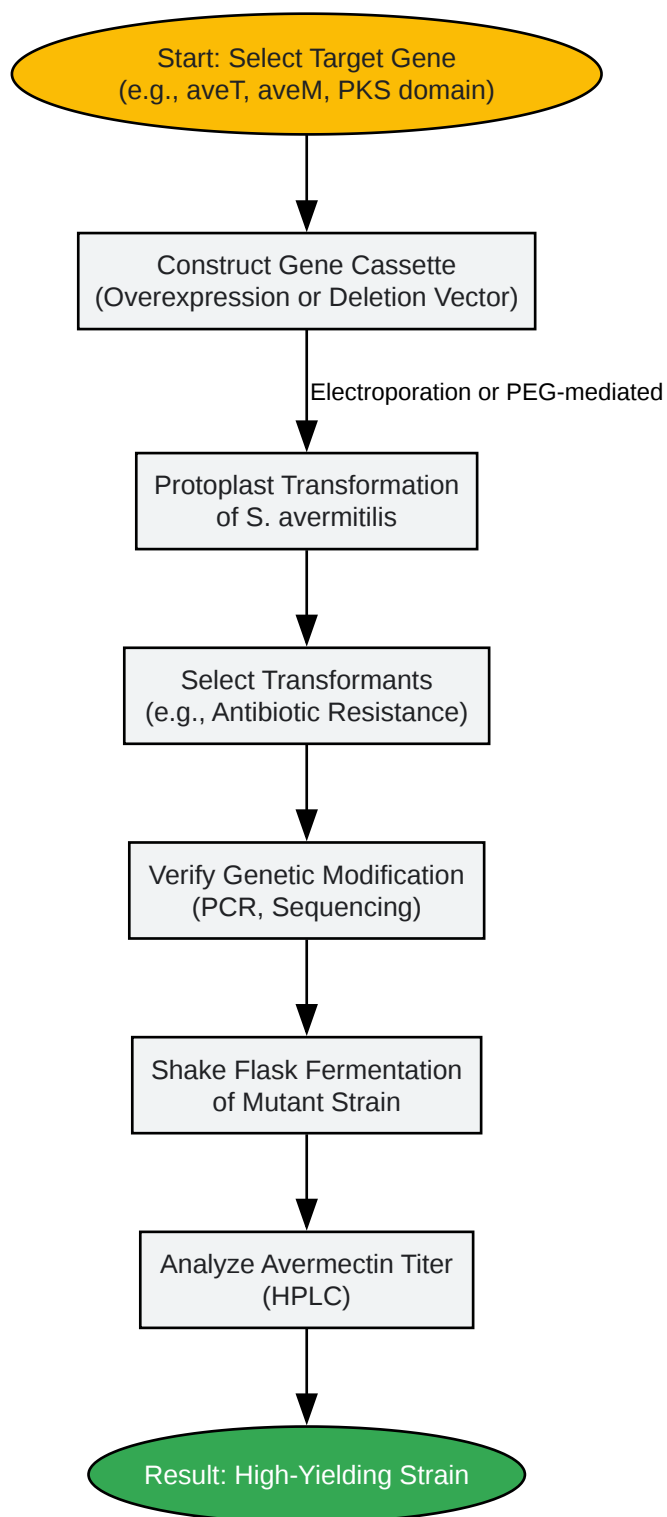 Start: Select Target Gene
(e.g., aveT, aveM, PKS domain)
Construct Gene Cassette
(Overexpression or Deletion Vector)
Electroporation or PEG-mediated
Protoplast Transformation
of S. avermitilis
Select Transformants
(e.g., Antibiotic Resistance)
Verify Genetic Modification
(PCR, Sequencing)
Shake Flask Fermentation
of Mutant Strain
Analyze Avermectin Titer
(HPLC)
Result: High-Yielding Strain